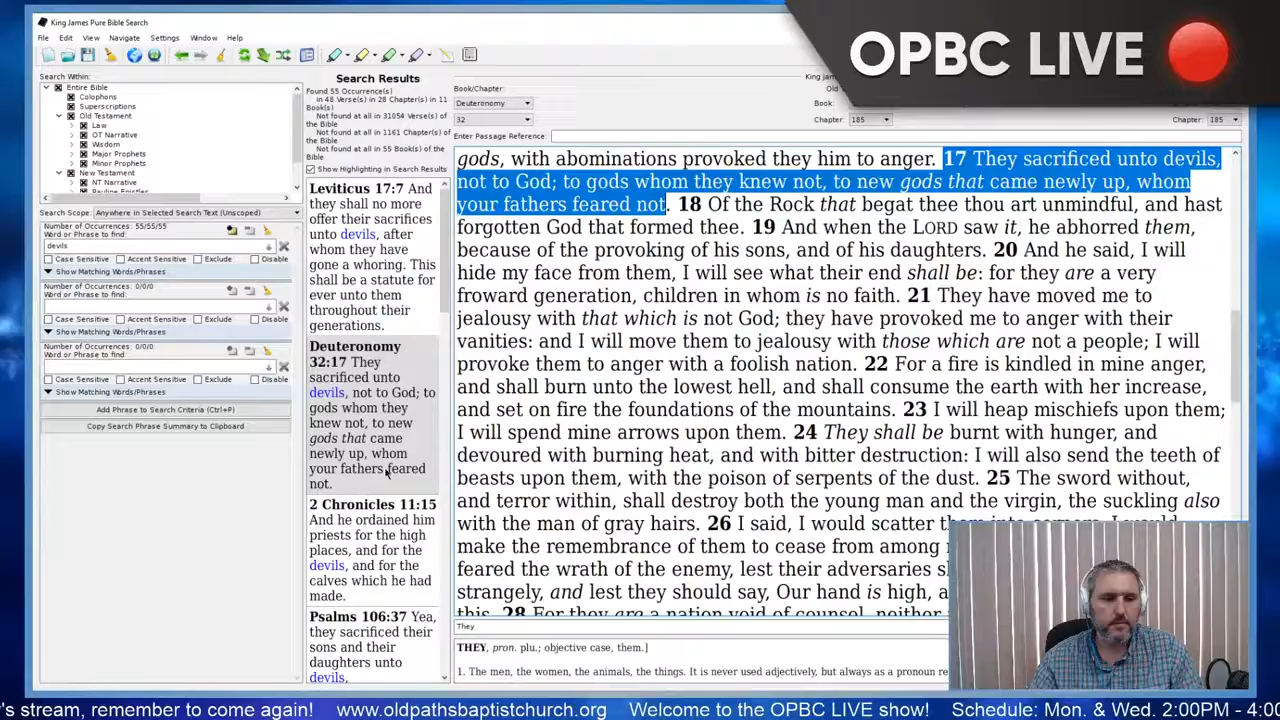 King James Pure Bible Search
OPBC LIVE
File Edit View Navigate Settings Window Help
Search Within:
Entire Bible
Colophons
Superscriptions
Old Testament
Law
OT Narrative
Wisdom
Major Prophets
Minor Prophets
New Testament
NT Narrative
Pauline Epistles
Search Scope: Anywhere in Selected Search Text (Unscoped)
Number of Occurrences: 55/55/55
Word or Phrase to find:
devils
Case Sensitive Accent Sensitive Exclude Disable
Show Matching Words/Phrases
Number of Occurrences: 0/0/0
Word or Phrase to find:
Case Sensitive Accent Sensitive Exclude Disable
Show Matching Words/Phrases
Number of Occurrences: 0/0/0
Word or Phrase to find:
Case Sensitive Accent Sensitive Exclude Disable
Show Matching Words/Phrases
Add Phrase to Search Criteria (Ctrl+P)
Copy Search Phrase Summary to Clipboard
Search Results
Found 55 Occurrence(s)
in 48 Verse(s) in 28 Chapter(s) in 11
Book(s)
Not found at all in 31054 Verse(s) of
the Bible
Not found at all in 1161 Chapter(s) of
the Bible
Not found at all in 55 Book(s) of the
Bible
Show Highlighting in Search Results
Leviticus 17:7 And
they shall no more
offer their sacrifices
unto devils, after
whom they have
gone a whoring. This
shall be a statute for
ever unto them
throughout their
generations.
Deuteronomy
32:17 They
sacrificed unto
devils, not to God; to
gods whom they
knew not, to new
gods that came
newly up, whom
your fathers feared
not.
2 Chronicles 11:15
And he ordained him
priests for the high
places, and for the
devils, and for the
calves which he had
made.
Psalms 106:37 Yea,
they sacrificed their
sons and their
daughters unto
devils,
Book/Chapter:
Deuteronomy
32
King Jam
Old
Book:
Chapter: 185
Chapter: 185
Enter Passage Reference:
gods, with abominations provoked they him to anger. 17 They sacrificed unto devils,
not to God; to gods whom they knew not, to new gods that came newly up, whom
your fathers feared not. 18 Of the Rock that begat thee thou art unmindful, and hast
forgotten God that formed thee. 19 And when the LORD saw it, he abhorred them,
because of the provoking of his sons, and of his daughters. 20 And he said, I will
hide my face from them, I will see what their end shall be: for they are a very
froward generation, children in whom is no faith. 21 They have moved me to
jealousy with that which is not God; they have provoked me to anger with their
vanities: and I will move them to jealousy with those which are not a people; I will
provoke them to anger with a foolish nation. 22 For a fire is kindled in mine anger,
and shall burn unto the lowest hell, and shall consume the earth with her increase,
and set on fire the foundations of the mountains. 23 I will heap mischiefs upon them;
I will spend mine arrows upon them. 24 They shall be burnt with hunger, and
devoured with burning heat, and with bitter destruction: I will also send the teeth of
beasts upon them, with the poison of serpents of the dust. 25 The sword without,
and terror within, shall destroy both the young man and the virgin, the suckling also
with the man of gray hairs. 26 I said, I would scatter them into corners, I would
make the remembrance of them to cease from among
feared the wrath of the enemy, lest their adversaries
strangely, and lest they should say, Our hand is high,
this. 28 For they are a nation void of counsel, neither
They
THEY, pron. plu.; objective case, them.]
1. The men, the women, the animals, the things. It is never used adjectively, but always as a pronoun
's stream, remember to come again! www.oldpathsbaptistchurch.org Welcome to the OPBC LIVE show! Schedule: Mon. & Wed. 2:00PM - 4:0